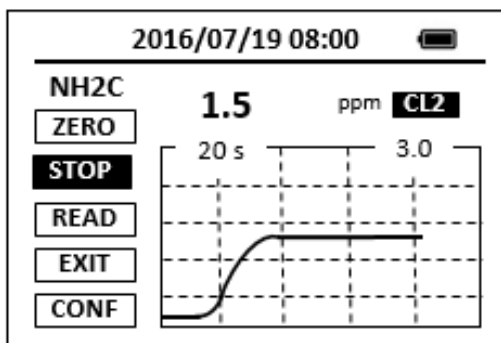 2016/07/19 08:00
NH2C
1.5 ppm CL2
ZERO
20 s 3.0
STOP
READ
EXIT
CONF